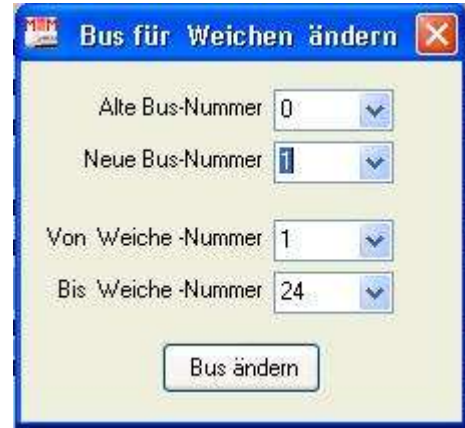 Bus für Weichen ändern
Alte Bus-Nummer 0
Neue Bus-Nummer 1
Von Weiche -Nummer 1
Bis Weiche -Nummer 24
Bus ändern